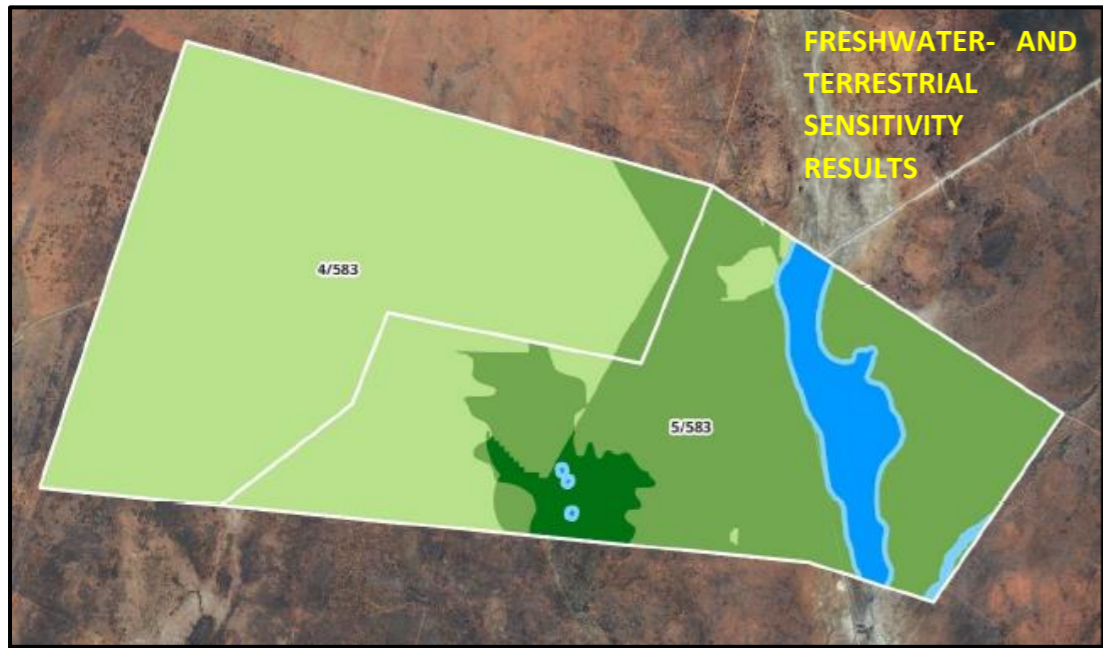 FRESHWATER- AND
TERRESTRIAL
SENSITIVITY
RESULTS
4/583
5/583